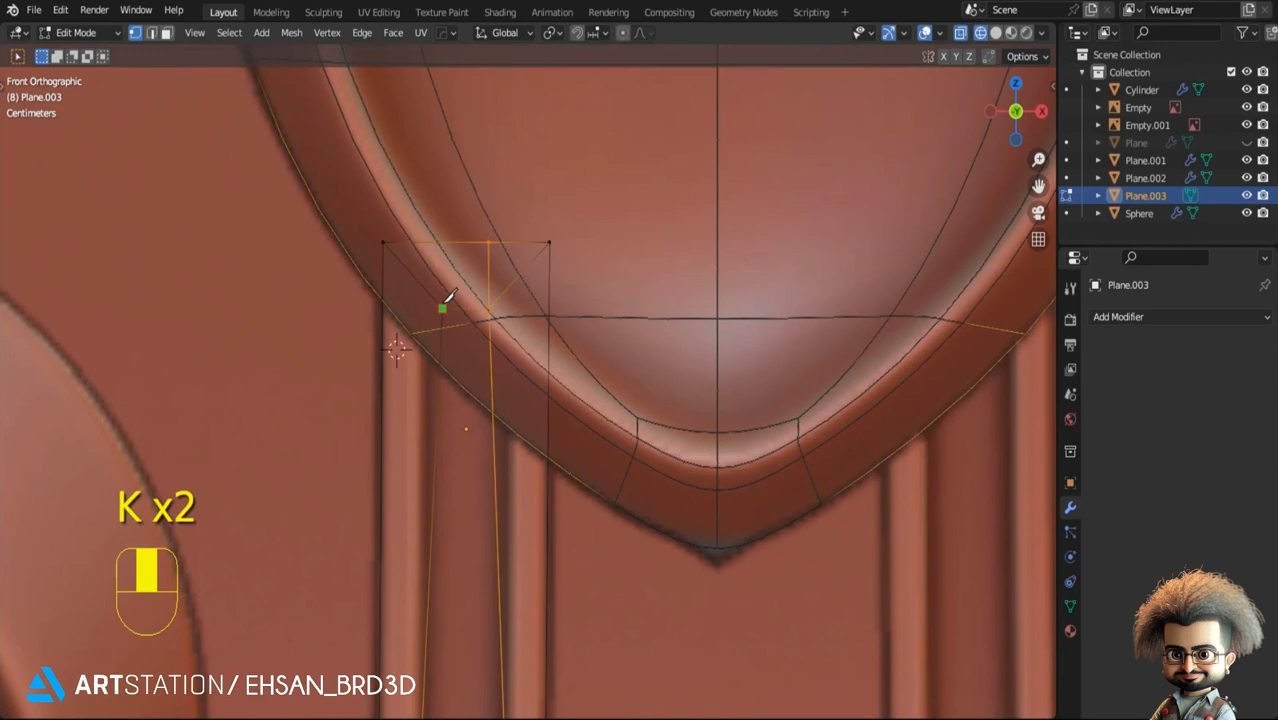 File Edit Render Window Help Layout Modeling Sculpting UV Editing Texture Paint Shading Animation Rendering Compositing Geometry Nodes Scripting + Scene ViewLayer
Edit Mode View Select Add Mesh Vertex Edge Face UV Global
X Y Z Options
Front Orthographic
(8) Plane.003
Centimeters
Z
X
-Y
Scene Collection
Collection
Cylinder
Empty
Empty.001
Plane
Plane.001
Plane.002
Plane.003
Sphere
Plane.003
Add Modifier
K x2
ARTSTATION/ EHSAN_BRD3D